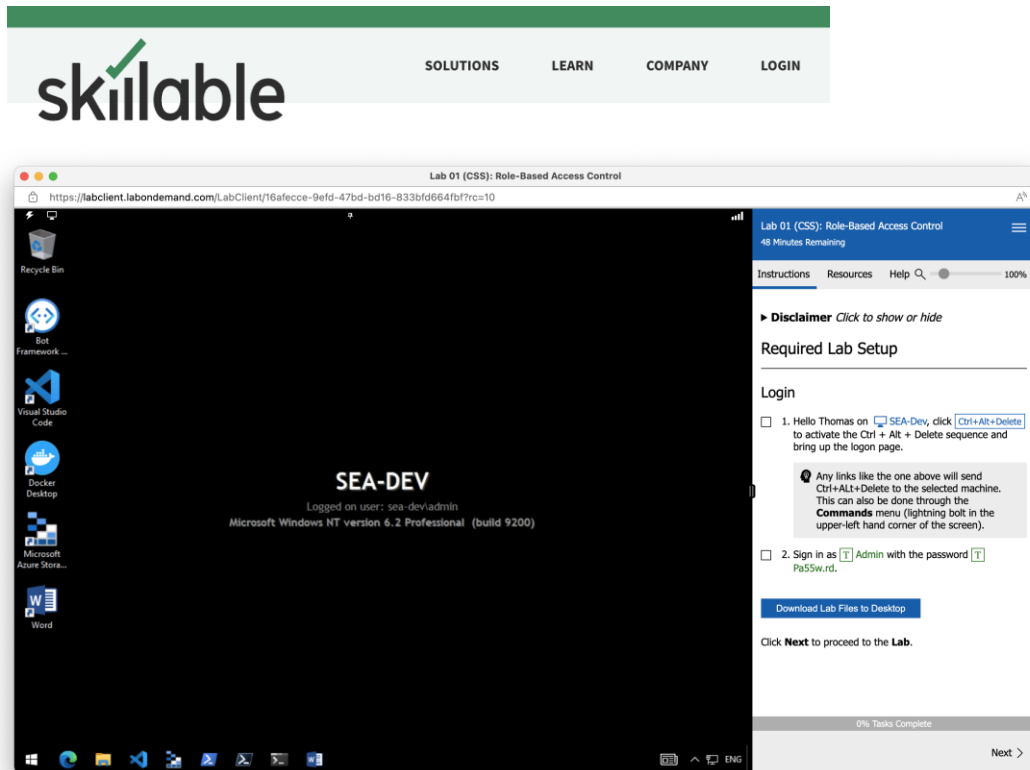 skillable
SOLUTIONS LEARN COMPANY LOGIN
Lab 01 (CSS): Role-Based Access Control
https://labclient.labondemand.com/LabClient/16afecce-9efd-47bd-bd16-833bfd664fbf?rc=10
Recycle Bin
Bot
Framework ...
Visual Studio
Code
Docker
Desktop
Microsoft
Azure Stora...
Word
SEA-DEV
Logged on user: sea-dev\admin
Microsoft Windows NT version 6.2 Professional (build 9200)
ENG
Lab 01 (CSS): Role-Based Access Control
48 Minutes Remaining
Instructions Resources Help 100%
Disclaimer Click to show or hide
Required Lab Setup
Login
1. Hello Thomas on SEA-Dev, click Ctrl+Alt+Delete
to activate the Ctrl + Alt + Delete sequence and
bring up the logon page.
Any links like the one above will send
Ctrl+ALt+Delete to the selected machine.
This can also be done through the
Commands menu (lightning bolt in the
upper-left hand corner of the screen).
2. Sign in as T Admin with the password T
Pa55w.rd.
Download Lab Files to Desktop
Click Next to proceed to the Lab.
0% Tasks Complete
Next >